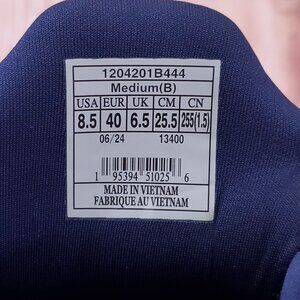 1204201B444
Medium(B)
USA EUR UK CM CN
8.5 40 6.5 25.5 255(1.5)
06/24 13400
1 95394 51025 6
MADE IN VIETNAM
FABRIQUE AU VIETNAM